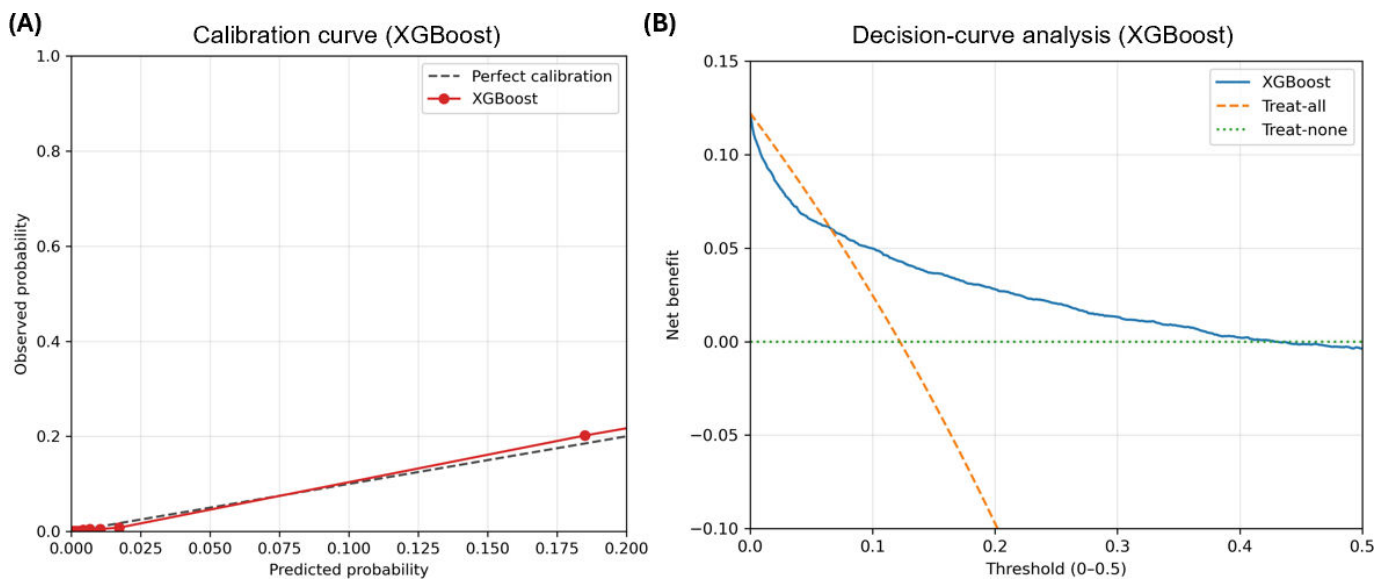 (A)
Calibration curve (XGBoost)
1.0
0.8
0.6
0.4
0.2
0.0
Observed probability
Perfect calibration
XGBoost
0.000 0.025 0.050 0.075 0.100 0.125 0.150 0.175 0.200
Predicted probability
(B)
Decision-curve analysis (XGBoost)
0.15
0.10
0.05
0.00
−0.05
−0.10
Net benefit
XGBoost
Treat-all
Treat-none
0.0 0.1 0.2 0.3 0.4 0.5
Threshold (0–0.5)